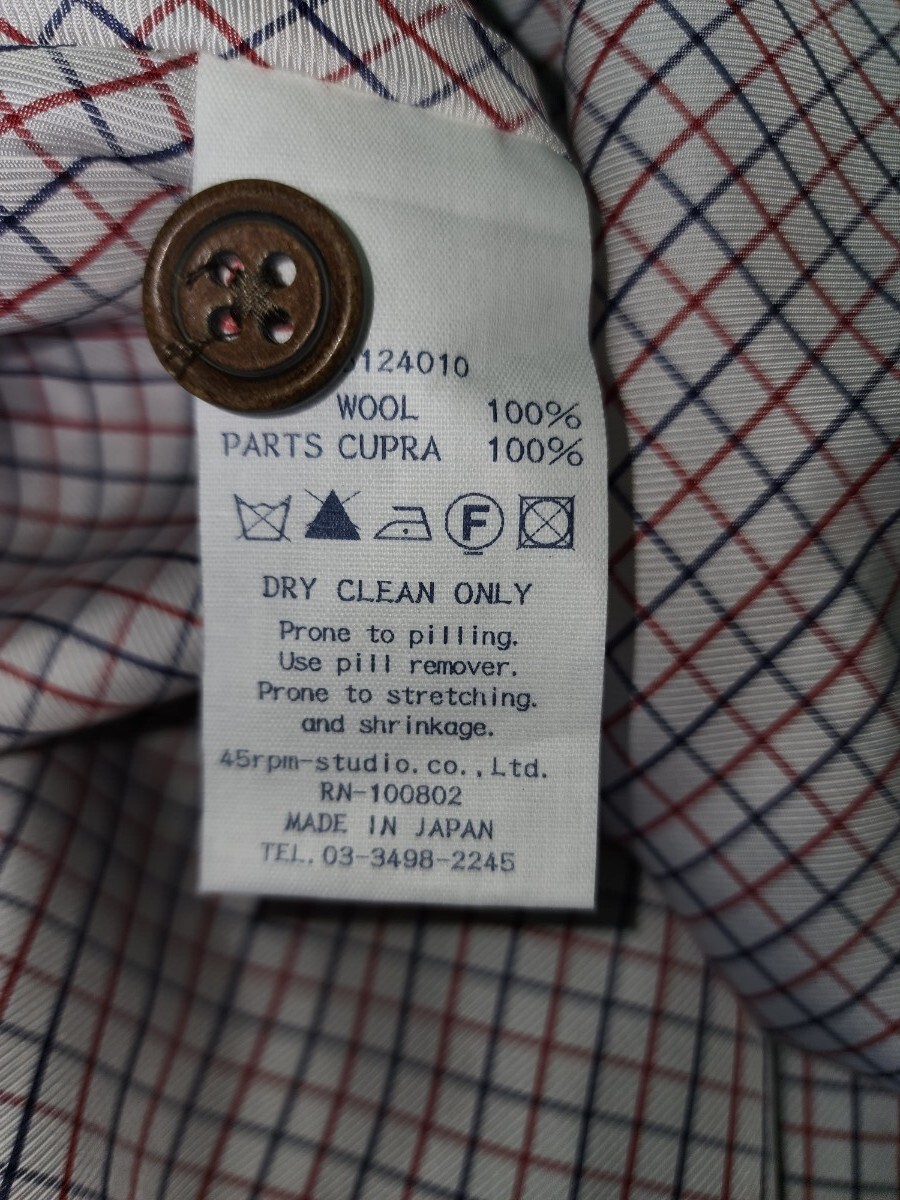 124010
WOOL 100%
PARTS CUPRA 100%
F
DRY CLEAN ONLY
Prone to pilling.
Use pill remover.
Prone to stretching.
and shrinkage.
45rpm-studio.co.,Ltd.
RN-100802
MADE IN JAPAN
TEL.03-3498-2245